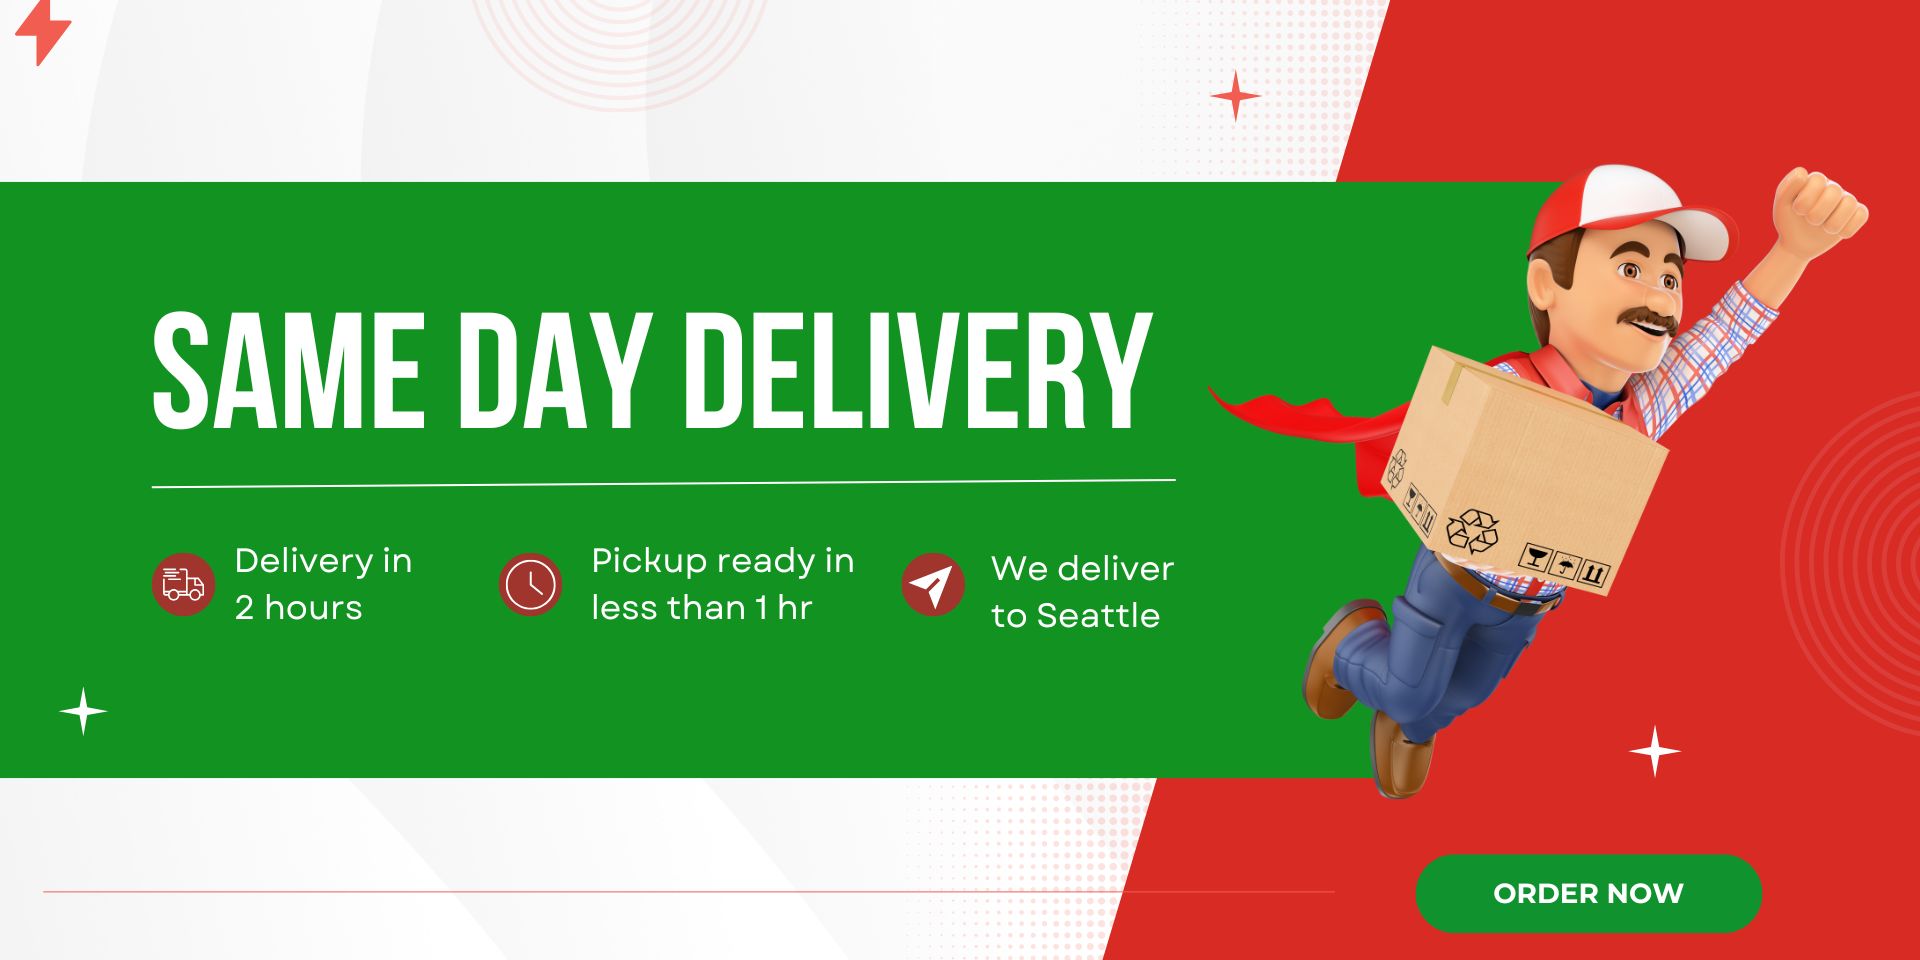 SAME DAY DELIVERY
Delivery in
2 hours
Pickup ready in
less than 1 hr
We deliver
to Seattle
ORDER NOW